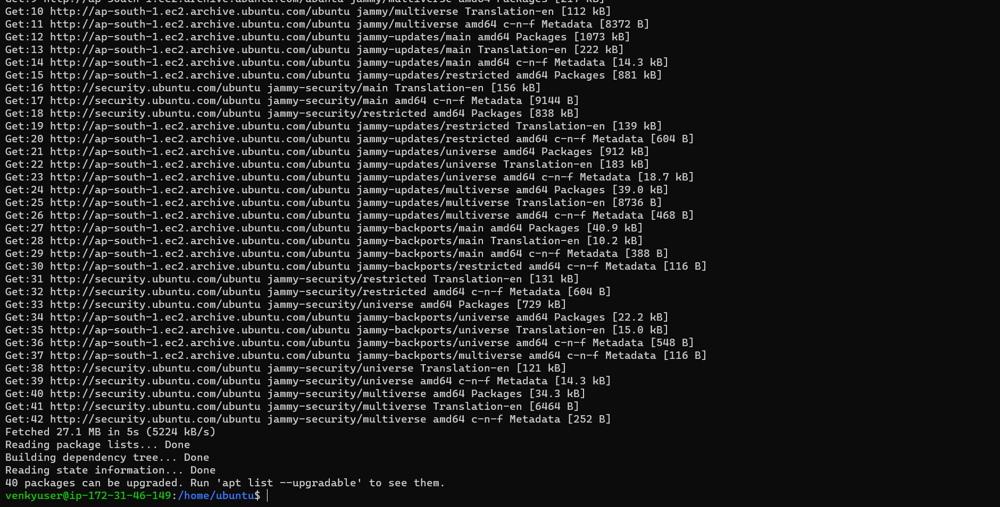 Get:9 http://ap-south-1.ec2.archive.ubuntu.com/ubuntu jammy/multiverse amd64 Packages [217 kB]
Get:10 http://ap-south-1.ec2.archive.ubuntu.com/ubuntu jammy/multiverse Translation-en [112 kB]
Get:11 http://ap-south-1.ec2.archive.ubuntu.com/ubuntu jammy/multiverse amd64 c-n-f Metadata [8372 B]
Get:12 http://ap-south-1.ec2.archive.ubuntu.com/ubuntu jammy-updates/main amd64 Packages [1073 kB]
Get:13 http://ap-south-1.ec2.archive.ubuntu.com/ubuntu jammy-updates/main Translation-en [222 kB]
Get:14 http://ap-south-1.ec2.archive.ubuntu.com/ubuntu jammy-updates/main amd64 c-n-f Metadata [14.3 kB]
Get:15 http://ap-south-1.ec2.archive.ubuntu.com/ubuntu jammy-updates/restricted amd64 Packages [881 kB]
Get:16 http://security.ubuntu.com/ubuntu jammy-security/main Translation-en [156 kB]
Get:17 http://security.ubuntu.com/ubuntu jammy-security/main amd64 c-n-f Metadata [9144 B]
Get:18 http://security.ubuntu.com/ubuntu jammy-security/restricted amd64 Packages [838 kB]
Get:19 http://ap-south-1.ec2.archive.ubuntu.com/ubuntu jammy-updates/restricted Translation-en [139 kB]
Get:20 http://ap-south-1.ec2.archive.ubuntu.com/ubuntu jammy-updates/restricted amd64 c-n-f Metadata [604 B]
Get:21 http://ap-south-1.ec2.archive.ubuntu.com/ubuntu jammy-updates/universe amd64 Packages [912 kB]
Get:22 http://ap-south-1.ec2.archive.ubuntu.com/ubuntu jammy-updates/universe Translation-en [183 kB]
Get:23 http://ap-south-1.ec2.archive.ubuntu.com/ubuntu jammy-updates/universe amd64 c-n-f Metadata [18.7 kB]
Get:24 http://ap-south-1.ec2.archive.ubuntu.com/ubuntu jammy-updates/multiverse amd64 Packages [39.0 kB]
Get:25 http://ap-south-1.ec2.archive.ubuntu.com/ubuntu jammy-updates/multiverse Translation-en [8736 B]
Get:26 http://ap-south-1.ec2.archive.ubuntu.com/ubuntu jammy-updates/multiverse amd64 c-n-f Metadata [468 B]
Get:27 http://ap-south-1.ec2.archive.ubuntu.com/ubuntu jammy-backports/main amd64 Packages [40.9 kB]
Get:28 http://ap-south-1.ec2.archive.ubuntu.com/ubuntu jammy-backports/main Translation-en [10.2 kB]
Get:29 http://ap-south-1.ec2.archive.ubuntu.com/ubuntu jammy-backports/main amd64 c-n-f Metadata [388 B]
Get:30 http://ap-south-1.ec2.archive.ubuntu.com/ubuntu jammy-backports/restricted amd64 c-n-f Metadata [116 B]
Get:31 http://security.ubuntu.com/ubuntu jammy-security/restricted Translation-en [131 kB]
Get:32 http://security.ubuntu.com/ubuntu jammy-security/restricted amd64 c-n-f Metadata [604 B]
Get:33 http://security.ubuntu.com/ubuntu jammy-security/universe amd64 Packages [729 kB]
Get:34 http://ap-south-1.ec2.archive.ubuntu.com/ubuntu jammy-backports/universe amd64 Packages [22.2 kB]
Get:35 http://ap-south-1.ec2.archive.ubuntu.com/ubuntu jammy-backports/universe Translation-en [15.0 kB]
Get:36 http://ap-south-1.ec2.archive.ubuntu.com/ubuntu jammy-backports/universe amd64 c-n-f Metadata [548 B]
Get:37 http://ap-south-1.ec2.archive.ubuntu.com/ubuntu jammy-backports/multiverse amd64 c-n-f Metadata [116 B]
Get:38 http://security.ubuntu.com/ubuntu jammy-security/universe Translation-en [121 kB]
Get:39 http://security.ubuntu.com/ubuntu jammy-security/universe amd64 c-n-f Metadata [14.3 kB]
Get:40 http://security.ubuntu.com/ubuntu jammy-security/multiverse amd64 Packages [34.3 kB]
Get:41 http://security.ubuntu.com/ubuntu jammy-security/multiverse Translation-en [6464 B]
Get:42 http://security.ubuntu.com/ubuntu jammy-security/multiverse amd64 c-n-f Metadata [252 B]
Fetched 27.1 MB in 5s (5224 kB/s)
Reading package lists... Done
Building dependency tree... Done
Reading state information... Done
40 packages can be upgraded. Run 'apt list --upgradable' to see them.
venkyuser@ip-172-31-46-149:/home/ubuntu$